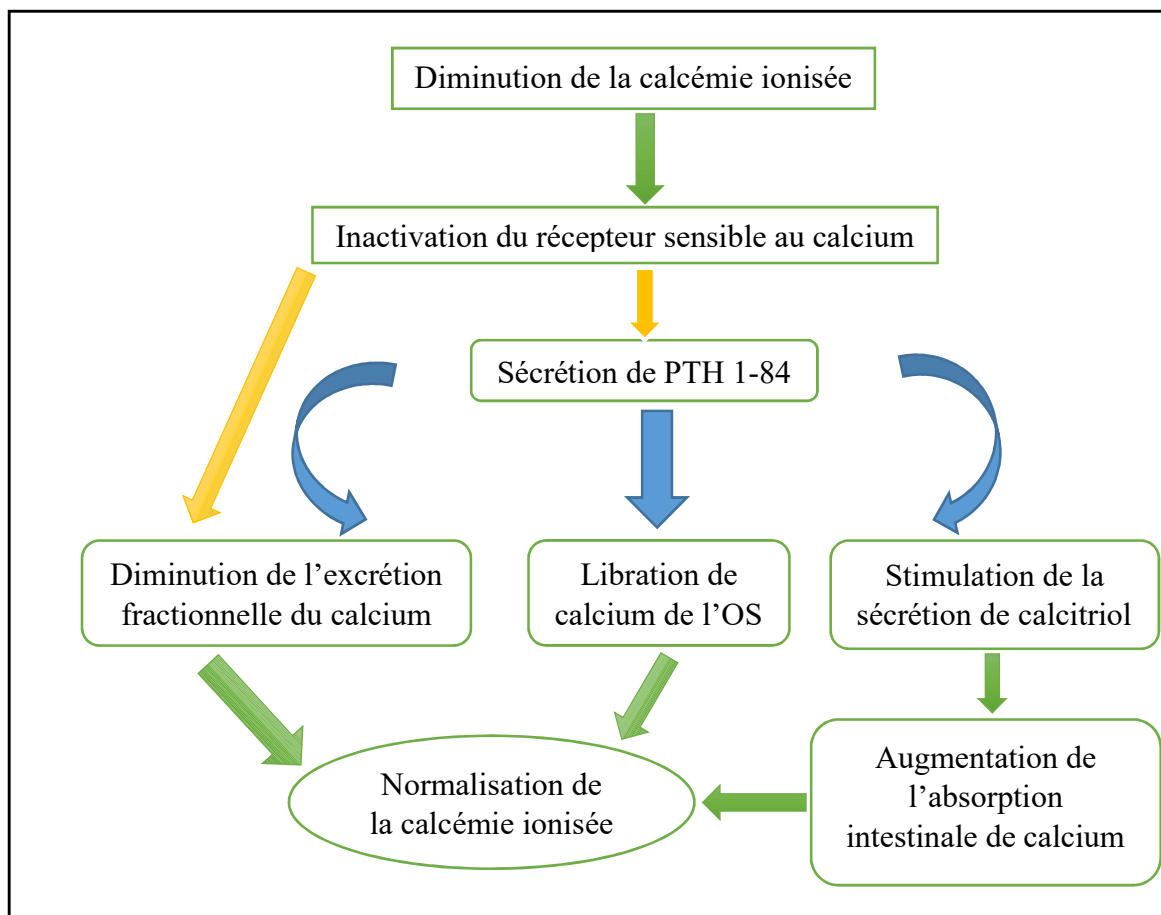 Diminution de la calcémie ionisée
Inactivation du récepteur sensible au calcium
Sécrétion de PTH 1-84
Diminution de l’excrétion
fractionnelle du calcium
Libration de
calcium de l’OS
Stimulation de la
sécrétion de calcitriol
Normalisation de
la calcémie ionisée
Augmentation de
l’absorption
intestinale de calcium